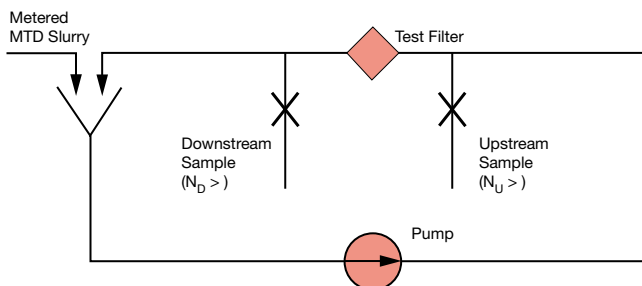 Metered
MTD Slurry
Test Filter
Downstream
Sample
(N_D > )
Upstream
Sample
(N_U > )
Pump